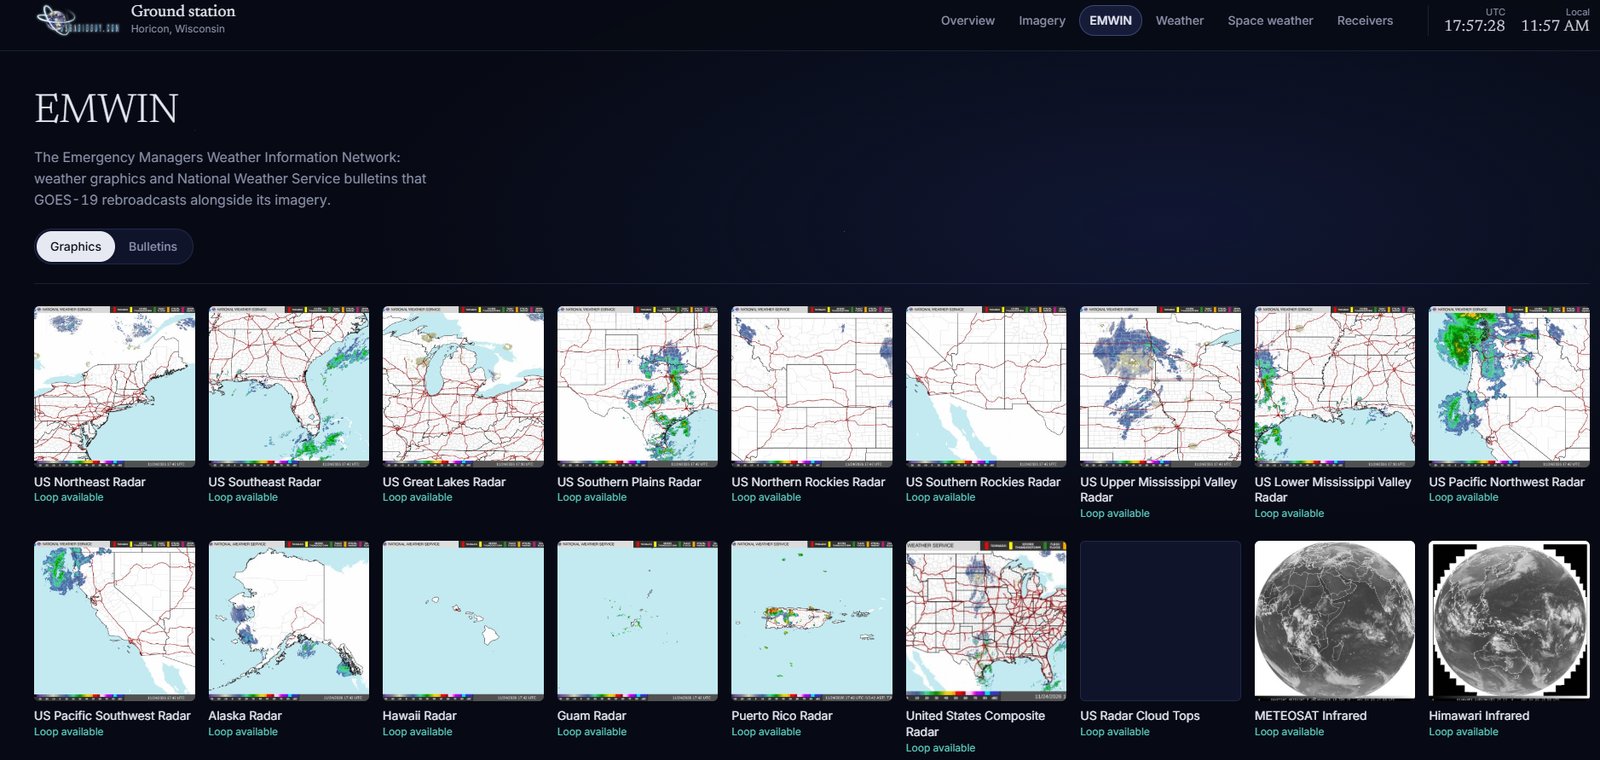 Ground station
Horicon, Wisconsin
Overview
Imagery
EMWIN
Weather
Space weather
Receivers
UTC
17:57:28
Local
11:57 AM
EMWIN
The Emergency Managers Weather Information Network:
weather graphics and National Weather Service bulletins that
GOES-19 rebroadcasts alongside its imagery.
Graphics
Bulletins
US Northeast Radar
Loop available
US Southeast Radar
Loop available
US Great Lakes Radar
Loop available
US Southern Plains Radar
Loop available
US Northern Rockies Radar
Loop available
US Southern Rockies Radar
Loop available
US Upper Mississippi Valley
Radar
Loop available
US Lower Mississippi Valley
Radar
Loop available
US Pacific Northwest Radar
Loop available
US Pacific Southwest Radar
Loop available
Alaska Radar
Loop available
Hawaii Radar
Loop available
Guam Radar
Loop available
Puerto Rico Radar
Loop available
United States Composite
Radar
Loop available
US Radar Cloud Tops
Loop available
METEOSAT Infrared
Loop available
Himawari Infrared
Loop available